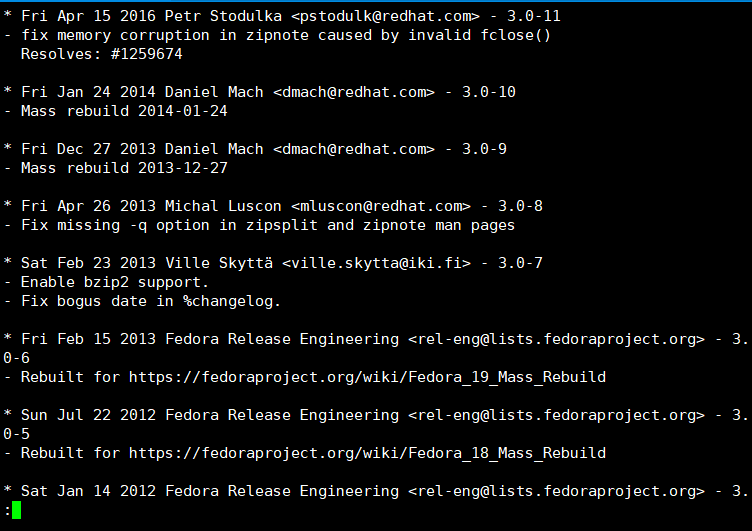 * Fri Apr 15 2016 Petr Stodulka <pstodulk@redhat.com> - 3.0-11
- fix memory corruption in zipnote caused by invalid fclose()
  Resolves: #1259674

* Fri Jan 24 2014 Daniel Mach <dmach@redhat.com> - 3.0-10
- Mass rebuild 2014-01-24

* Fri Dec 27 2013 Daniel Mach <dmach@redhat.com> - 3.0-9
- Mass rebuild 2013-12-27

* Fri Apr 26 2013 Michal Luscon <mluscon@redhat.com> - 3.0-8
- Fix missing -q option in zipsplit and zipnote man pages

* Sat Feb 23 2013 Ville Skyttä <ville.skytta@iki.fi> - 3.0-7
- Enable bzip2 support.
- Fix bogus date in %changelog.

* Fri Feb 15 2013 Fedora Release Engineering <rel-eng@lists.fedoraproject.org> - 3.
0-6
- Rebuilt for https://fedoraproject.org/wiki/Fedora_19_Mass_Rebuild

* Sun Jul 22 2012 Fedora Release Engineering <rel-eng@lists.fedoraproject.org> - 3.
0-5
- Rebuilt for https://fedoraproject.org/wiki/Fedora_18_Mass_Rebuild

* Sat Jan 14 2012 Fedora Release Engineering <rel-eng@lists.fedoraproject.org> - 3.
: